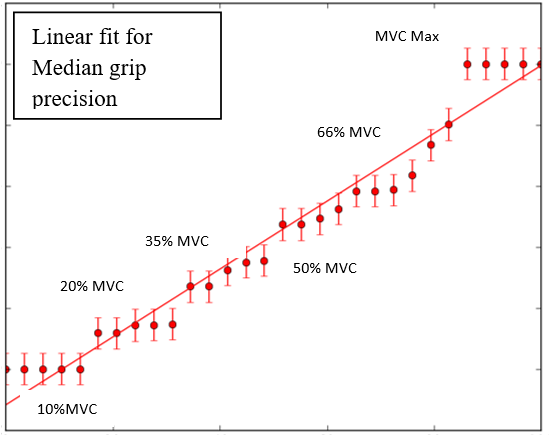 Linear fit for
Median grip
precision
MVC Max
66% MVC
35% MVC
50% MVC
20% MVC
10%MVC